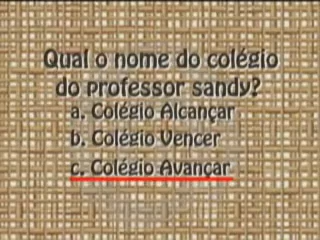 Qual o nome do colégio
do professor sandy?
a. Colégio Alcançar
b. Colégio Vencer
c. Colégio Avançar